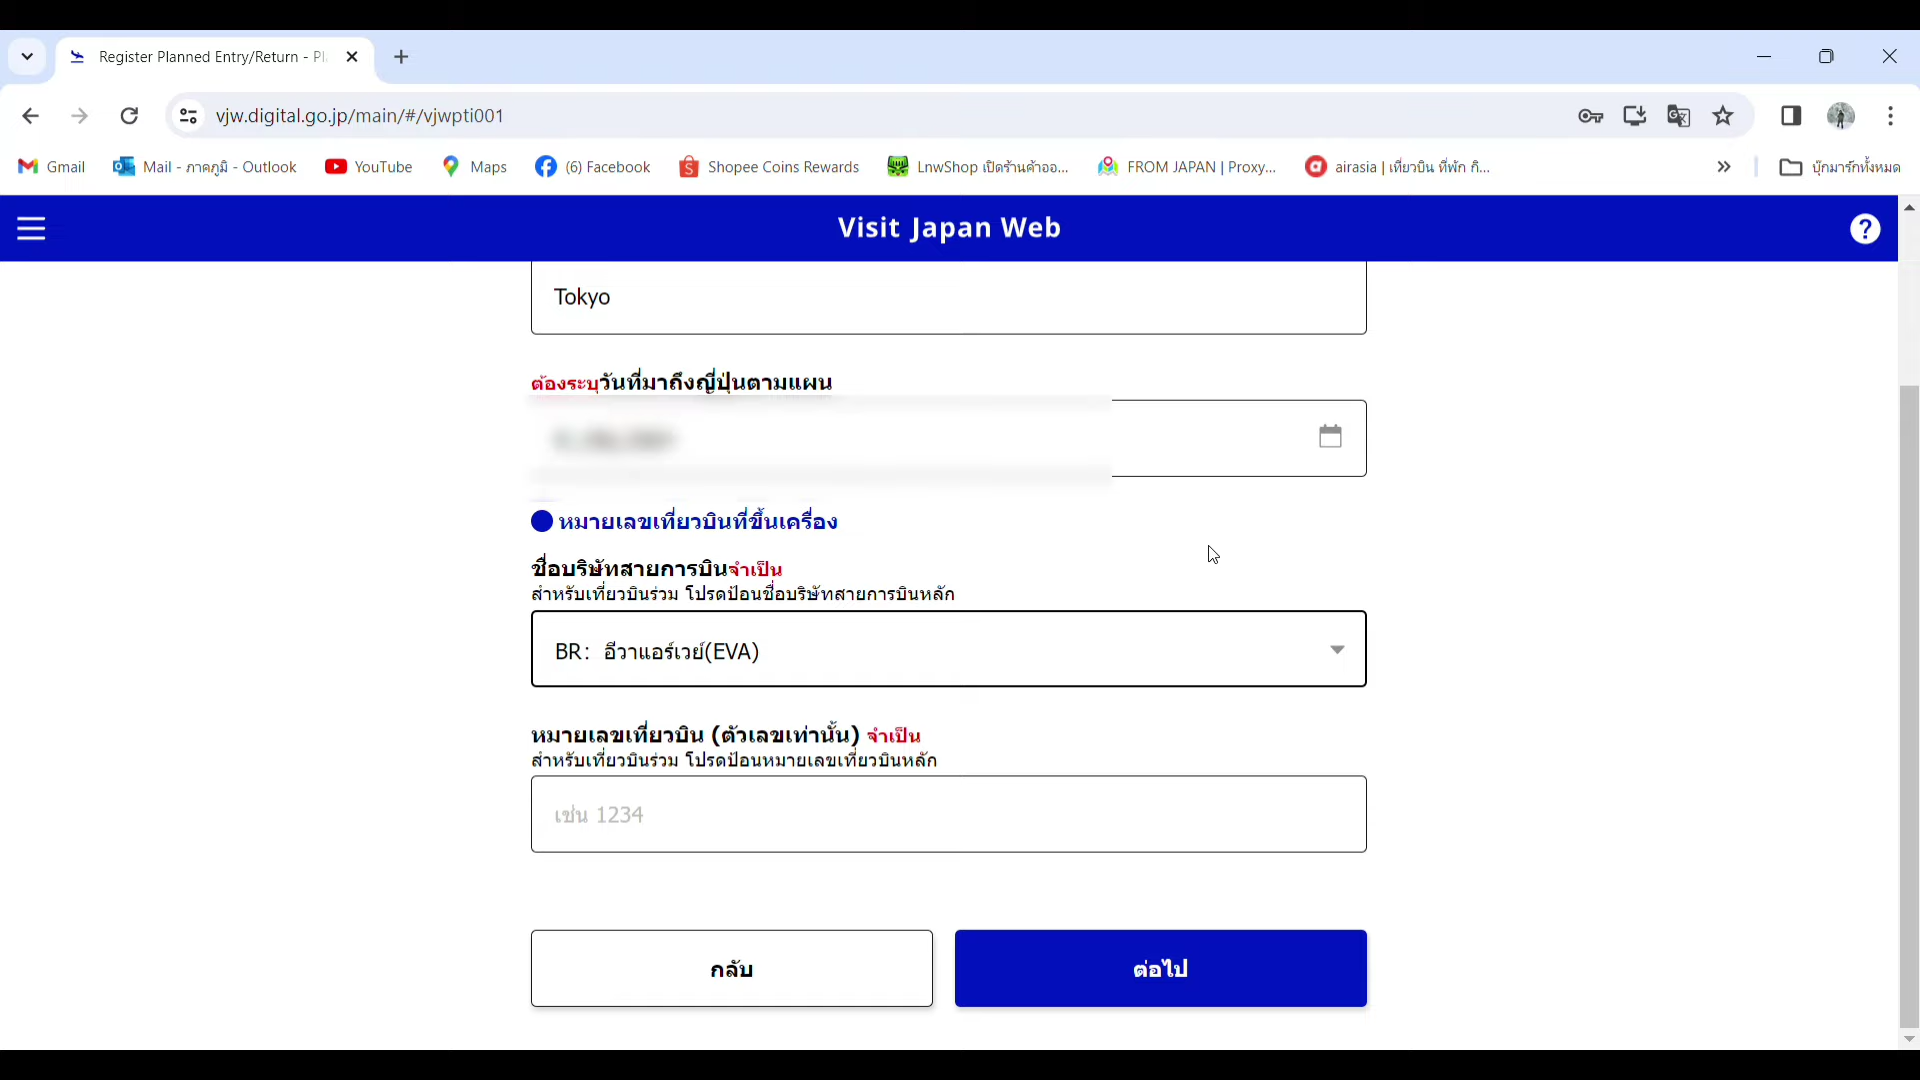 Register Planned Entry/Return - Pl
vjw.digital.go.jp/main/#/vjwpti001
Gmail
Mail - ภาคภูมิ - Outlook
YouTube
Maps
(6) Facebook
Shopee Coins Rewards
LnwShop เปิดร้านค้าออ...
FROM JAPAN | Proxy...
airasia | เที่ยวบิน ที่พัก กิ...
บุ๊กมาร์กทั้งหมด
Visit Japan Web
Tokyo
ต้องระบุวันที่มาถึงญี่ปุ่นตามแผน
หมายเลขเที่ยวบินที่ขึ้นเครื่อง
ชื่อบริษัทสายการบินจำเป็น
สำหรับเที่ยวบินร่วม โปรดป้อนชื่อบริษัทสายการบินหลัก
BR: อีวาแอร์เวย์(EVA)
หมายเลขเที่ยวบิน (ตัวเลขเท่านั้น) จำเป็น
สำหรับเที่ยวบินร่วม โปรดป้อนหมายเลขเที่ยวบินหลัก
เช่น 1234
กลับ
ต่อไป